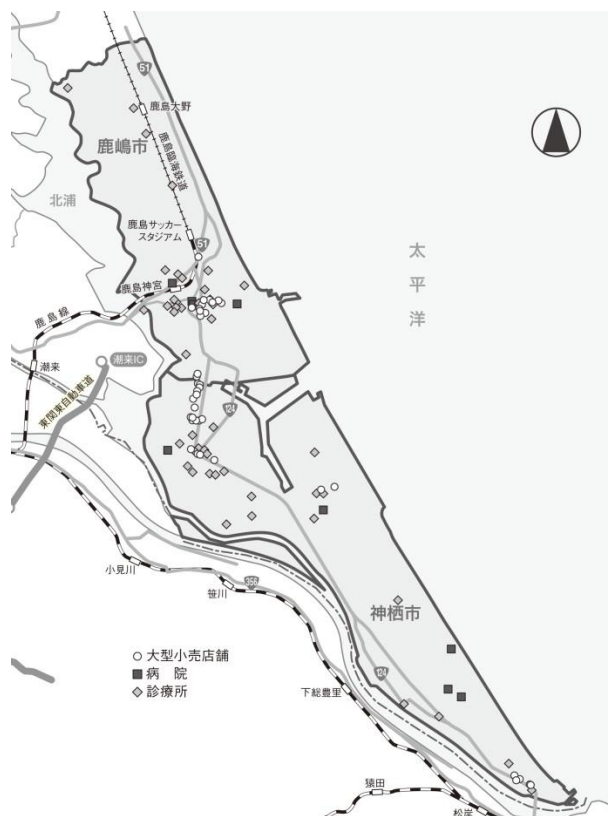 51
鹿島大野
鹿嶋市
鹿島臨海鉄道
北浦
鹿島サッカー
スタジアム
51
太平洋
鹿島神宮
鹿島線
潮来IC
潮来
東関東自動車道
124
小見川
笹川
356
神栖市
大型小売店舗
病 院
診療所
124
下総豊里
猿田
松岸